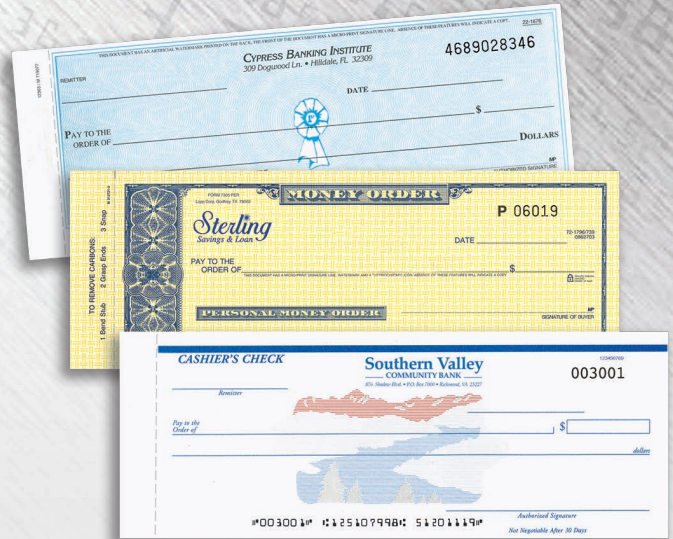 THIS DOCUMENT HAS AN ARTIFICIAL WATERMARK PRINTED ON THE BACK. THE FRONT OF THE DOCUMENT HAS A MICRO-PRINT SIGNATURE LINE. ABSENCE OF THESE FEATURES WILL INDICATE A COPY.
CYPRESS BANKING INSTITUTE
309 Dogwood Ln. • Hilldale, FL 32309
4689028346
REMITTER
DATE
$
PAY TO THE
ORDER OF
DOLLARS
MP
AUTHORIZED SIGNATURE
MONEY ORDER
TO REMOVE CARBONS:
1 Bend Stub 2 Grasp Ends 3 Snap
Sterling
Savings & Loan
P 06019
DATE
PAY TO THE
ORDER OF
$
PERSONAL MONEY ORDER
MP
SIGNATURE OF BUYER
CASHIER'S CHECK
Southern Valley
COMMUNITY BANK
123456789
003001
Remitter
Pay to the
Order of
$
dollars
⑈003001⑈ ⑆125107998⑆ 51201119⑈
Authorized Signature
Not Negotiable After 30 Days